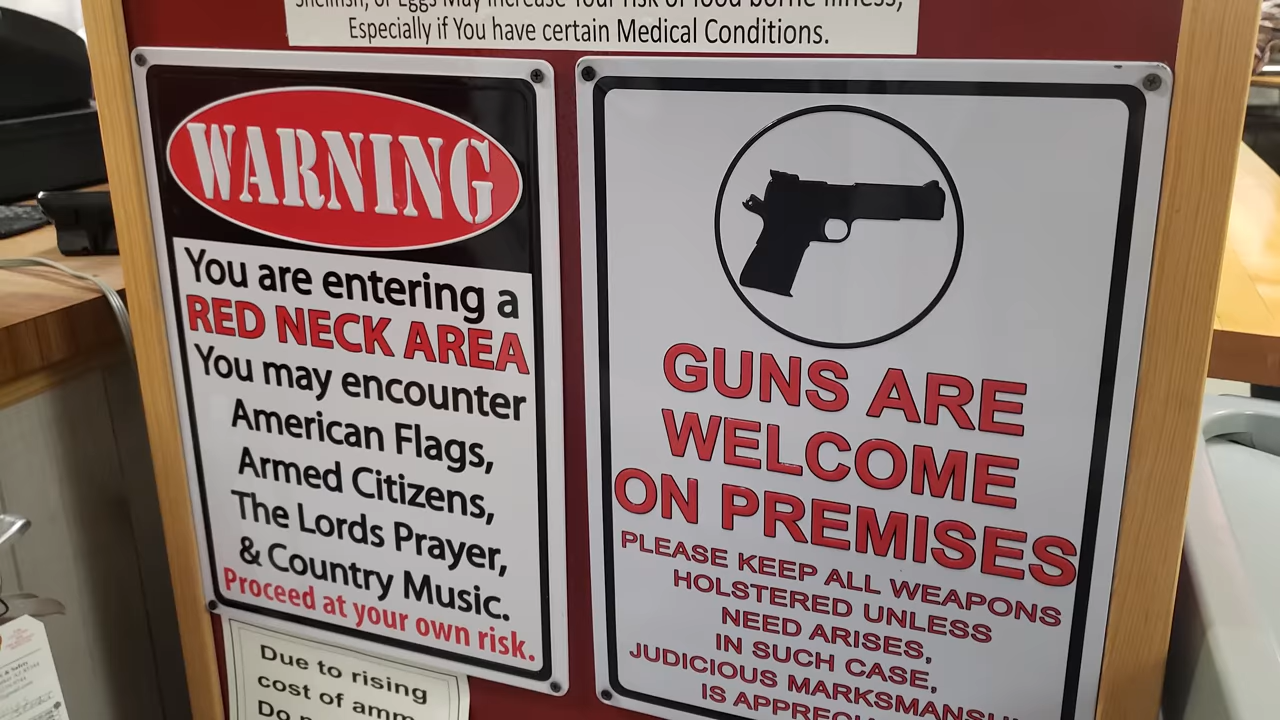 Shellfish, or Eggs May Increase Your risk of food borne illness,
Especially if You have certain Medical Conditions.
WARNING
You are entering a
RED NECK AREA
You may encounter
American Flags,
Armed Citizens,
The Lords Prayer,
& Country Music.
Proceed at your own risk.
Due to rising
cost of amm
Do
GUNS ARE
WELCOME
ON PREMISES
PLEASE KEEP ALL WEAPONS
HOLSTERED UNLESS
NEED ARISES,
IN SUCH CASE,
JUDICIOUS MARKSMANSHI
IS APPREC